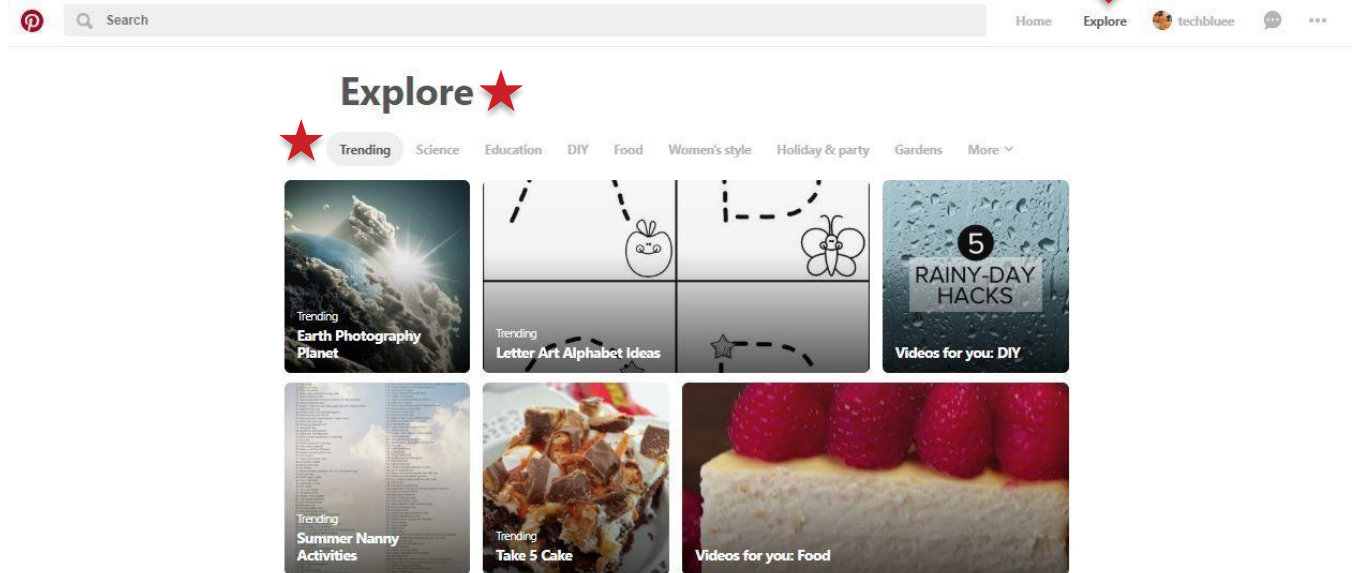 Search
Home Explore techbluee
Explore
Trending Science Education DIY Food Women's style Holiday & party Gardens More
Trending
Earth Photography
Planet
Trending
Letter Art Alphabet Ideas
5
RAINY-DAY
HACKS
Videos for you: DIY
Trending
Summer Nanny
Activities
Trending
Take 5 Cake
Videos for you: Food